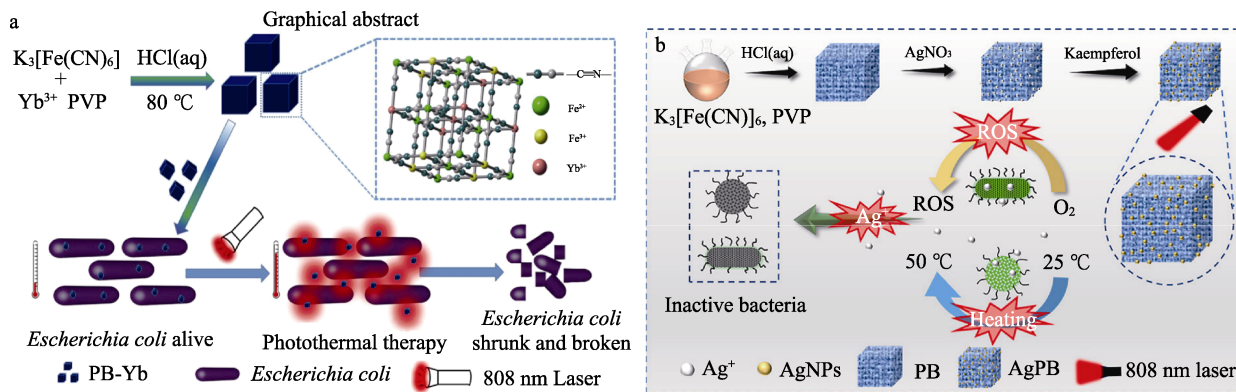 a
Graphical abstract
K₃[Fe(CN)₆]
+
Yb³⁺ PVP
HCl(aq)
80 ℃
—C≡N—
Fe²⁺
Fe³⁺
Yb³⁺
Escherichia coli alive
Photothermal therapy
Escherichia coli
shrunk and broken
PB-Yb
Escherichia coli
808 nm Laser
b
HCl(aq)
AgNO₃
Kaempferol
K₃[Fe(CN)]₆, PVP
ROS
ROS
O₂
Ag
50 ℃
25 ℃
Heating
Inactive bacteria
Ag⁺
AgNPs
PB
AgPB
808 nm laser